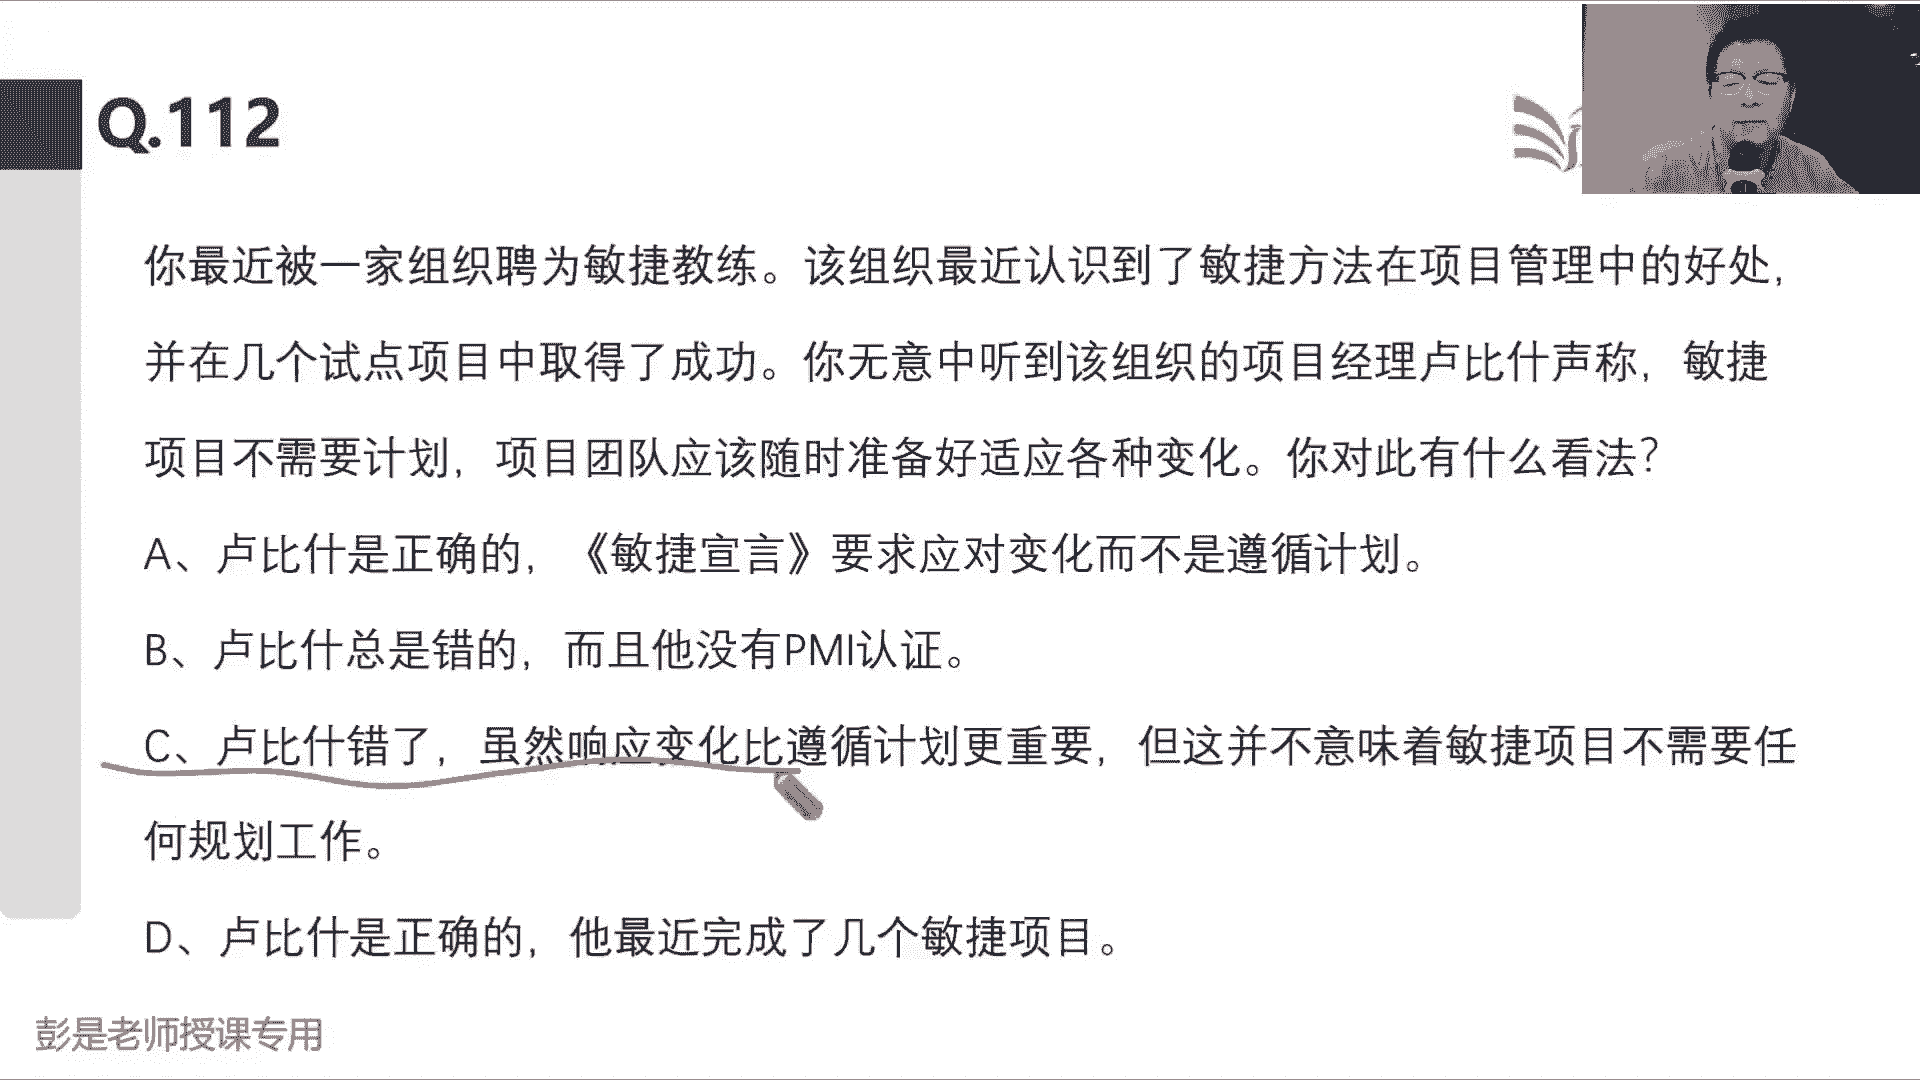 Q.112
你最近被一家组织聘为敏捷教练。该组织最近认识到了敏捷方法在项目管理中的好处，
并在几个试点项目中取得了成功。你无意中听到该组织的项目经理卢比什声称，敏捷
项目不需要计划，项目团队应该随时准备好适应各种变化。你对此有什么看法？
A、卢比什是正确的，《敏捷宣言》要求应对变化而不是遵循计划。
B、卢比什总是错的，而且他没有PMI认证。
C、卢比什错了，虽然响应变化比遵循计划更重要，但这并不意味着敏捷项目不需要任
何规划工作。
D、卢比什是正确的，他最近完成了几个敏捷项目。
彭是老师授课专用